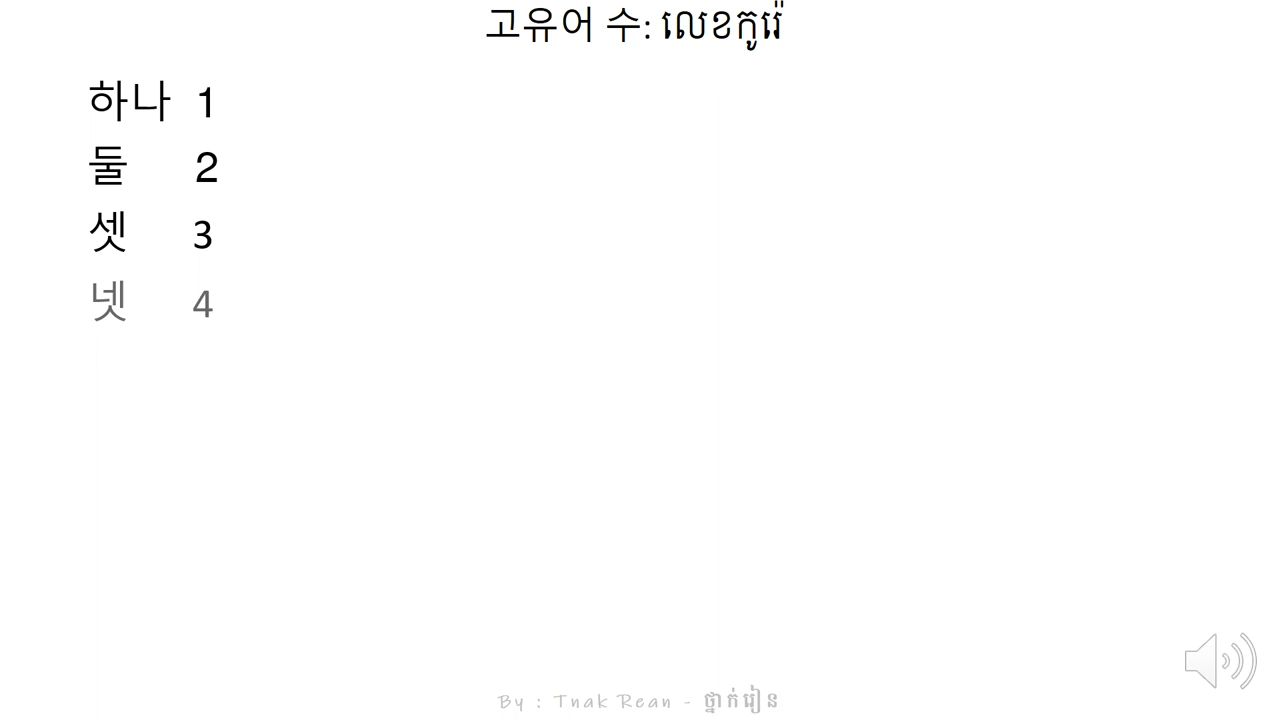 고유어 수: លេខកូរ៉េ
하나 1
둘 2
셋 3
넷 4
By : Tnak Rean - ថ្នាក់រៀន